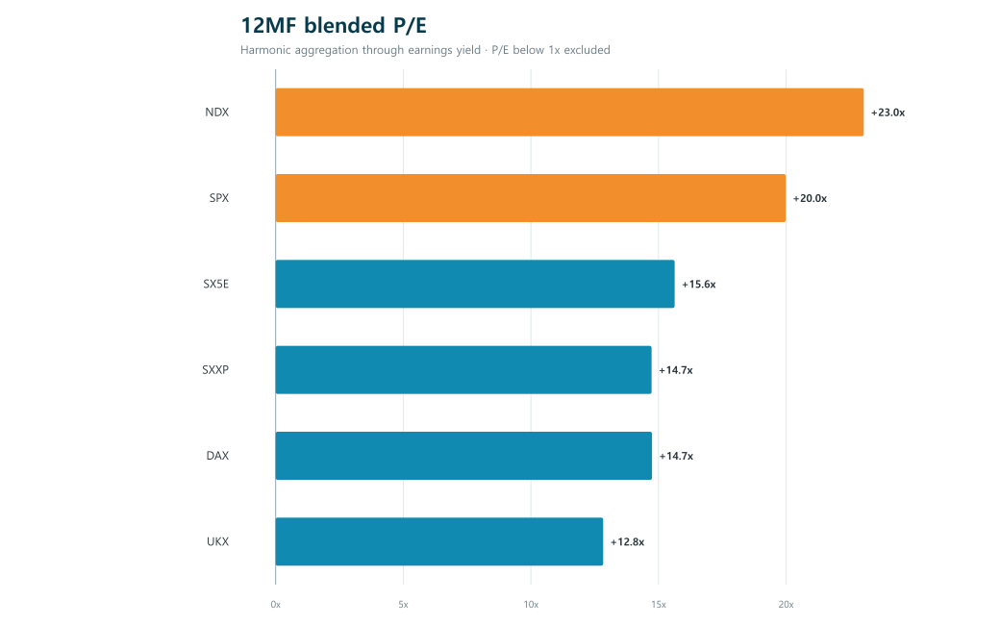 12MF blended P/E
Harmonic aggregation through earnings yield · P/E below 1x excluded
NDX +23.0x
SPX +20.0x
SX5E +15.6x
SXXP +14.7x
DAX +14.7x
UKX +12.8x
0x 5x 10x 15x 20x